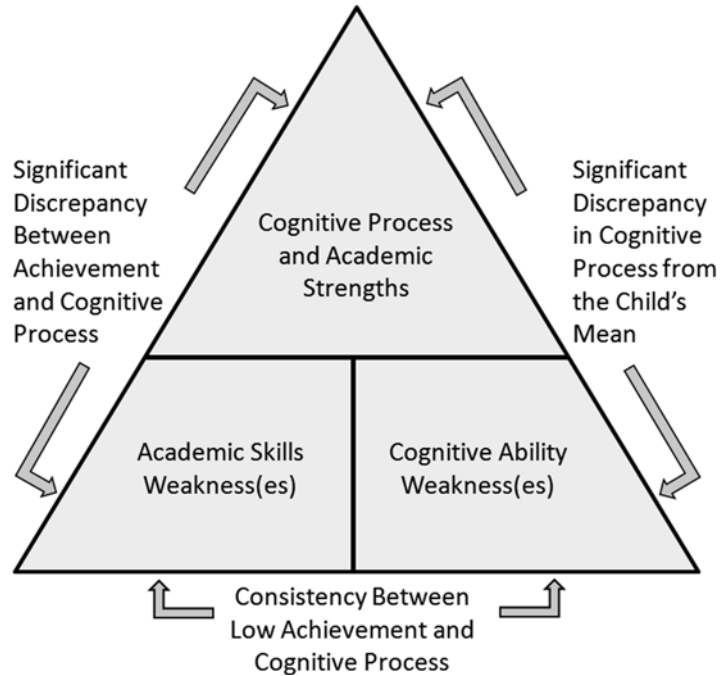 Significant
Discrepancy
Between
Achievement
and Cognitive
Process
Cognitive Process
and Academic
Strengths
Significant
Discrepancy
in Cognitive
Process from
the Child's
Mean
Academic Skills
Weakness(es)
Cognitive Ability
Weakness(es)
Consistency Between
Low Achievement and
Cognitive Process